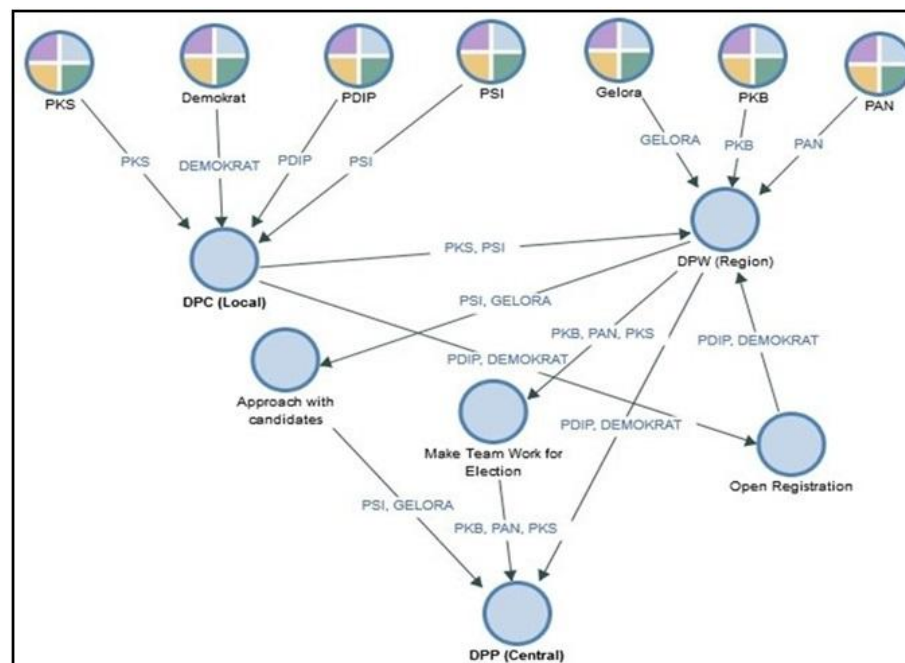 PKS
Demokrat
PDIP
PSI
Gelora
PKB
PAN
PKS
DEMOKRAT
PDIP
PSI
GELORA
PKB
PAN
DPC (Local)
PKS, PSI
DPW (Region)
PSI, GELORA
PKB, PAN, PKS
PDIP, DEMOKRAT
PDIP, DEMOKRAT
Approach with
candidates
Make Team Work for
Election
PDIP, DEMOKRAT
Open Registration
PSI, GELORA
PKB, PAN, PKS
DPP (Central)